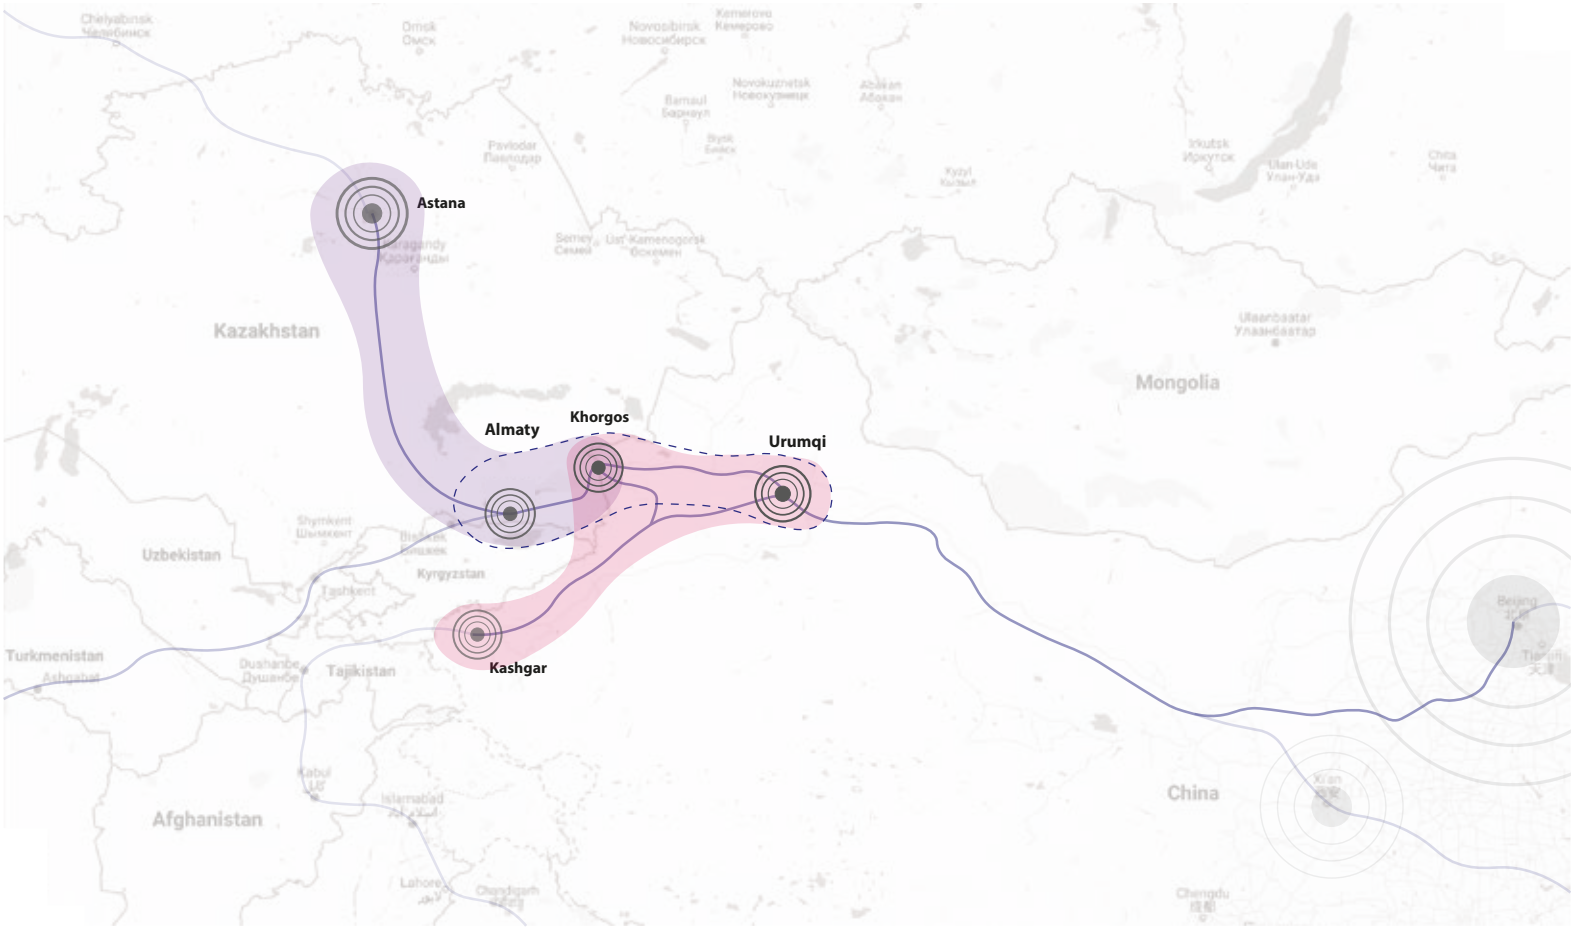 Chelyabinsk
Челябинск
Omsk
Омск
Novosibirsk
Новосибирск
Kemerovo
Кемерово
Novokuznetsk
Новокузнецк
Barnaul
Барнаул
Abakan
Абакан
Biysk
Бийск
Pavlodar
Павлодар
Kyzyl
Кызыл
Irkutsk
Иркутск
Ulan-Ude
Улан-Удэ
Chita
Чита
Astana
Karagandy
Қарағанды
Semey
Семей
Ust'-Kamenogorsk
Өскемен
Kazakhstan
Ulaanbaatar
Улаанбаатар
Mongolia
Almaty
Khorgos
Urumqi
Shymkent
Шымкент
Bishkek
Бишкек
Uzbekistan
Kyrgyzstan
Tashkent
Beijing
北京
Turkmenistan
Ashgabat
Dushanbe
Душанбе
Tajikistan
Kashgar
Tianjin
天津
Kabul
Islamabad
Afghanistan
China
Xi'an
西安
Lahore
Chandigarh
Chengdu
成都